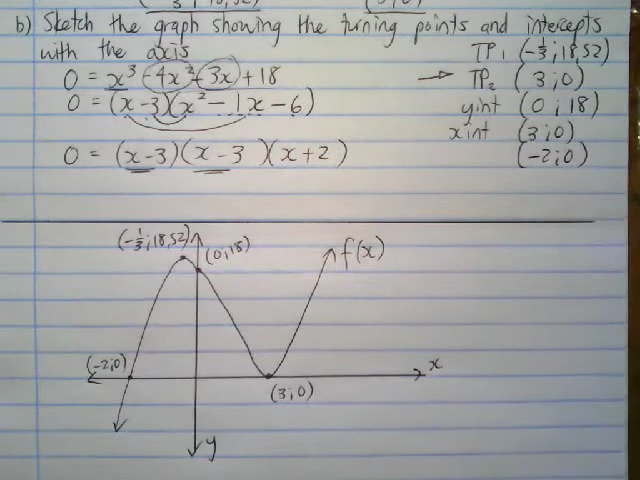 b) Sketch the graph showing the turning points and intercepts
with the axis
TP₁ (-⅓;18,52)
0 = x³ - 4x² - 3x + 18
→ TP₂ (3;0)
0 = (x-3)(x² - 1x - 6)
yint (0;18)
xint (3;0)
0 = (x-3)(x-3)(x+2)
(-2;0)
(-⅓;18,52)
(0;18)
f(x)
(-2;0)
x
(3;0)
y